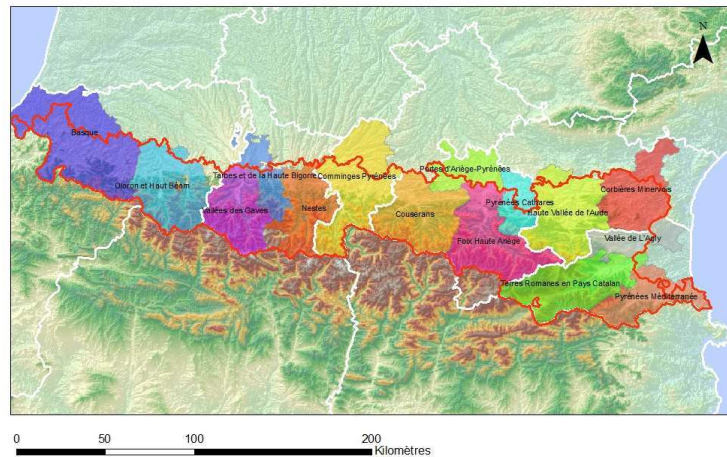 N
Basque
Oloron et Haut Béarn
Tarbes et de la Haute Bigorre
Vallées des Gaves
Nestes
Comminges Pyrénées
Couserans
Portes d'Ariège-Pyrénées
Foix Haute Ariège
Pyrénées Cathares
Haute Vallée de l'Aude
Corbières Minervois
Vallée de L'Agly
Terres Romanes en Pays Catalan
Pyrénées Méditerranée
0 50 100 200
Kilomètres